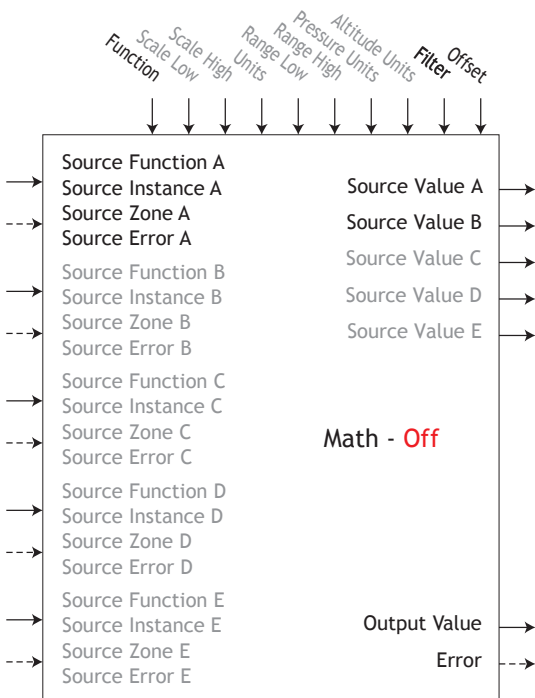 Function
Scale Low
Scale High
Units
Range Low
Range High
Pressure Units
Altitude Units
Filter
Offset
Source Function A
Source Instance A
Source Zone A
Source Error A
Source Function B
Source Instance B
Source Zone B
Source Error B
Source Function C
Source Instance C
Source Zone C
Source Error C
Source Function D
Source Instance D
Source Zone D
Source Error D
Source Function E
Source Instance E
Source Zone E
Source Error E
Source Value A
Source Value B
Source Value C
Source Value D
Source Value E
Math - Off
Output Value
Error